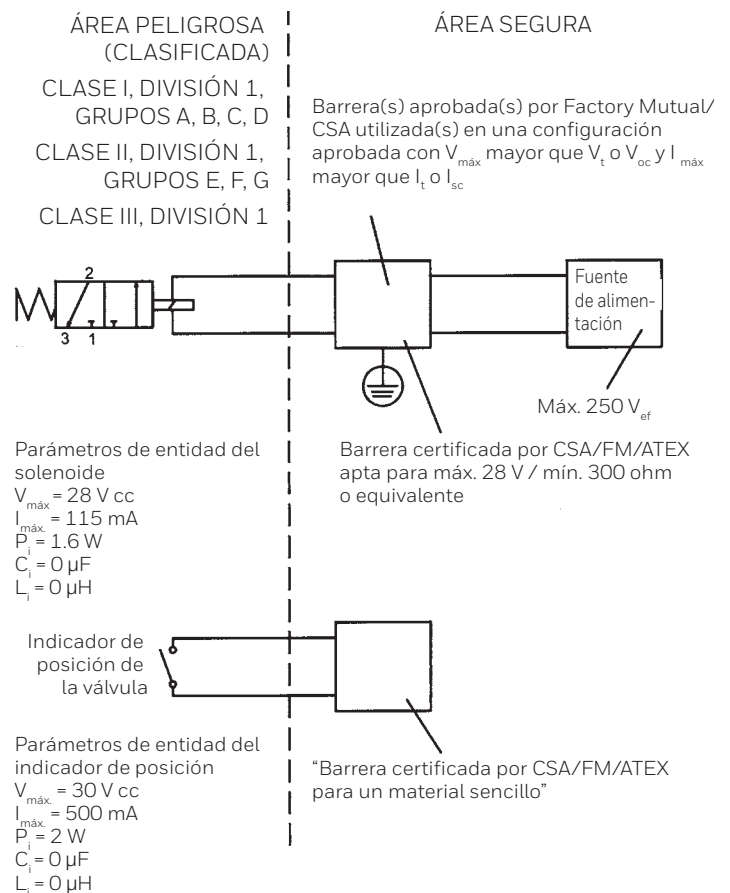 ÁREA PELIGROSA
(CLASIFICADA)
CLASE I, DIVISIÓN 1,
GRUPOS A, B, C, D
CLASE II, DIVISIÓN 1,
GRUPOS E, F, G
CLASE III, DIVISIÓN 1
ÁREA SEGURA
Barrera(s) aprobada(s) por Factory Mutual/
CSA utilizada(s) en una configuración
aprobada con Vmáx mayor que Vt o Voc y I máx
mayor que It o Isc
2
3 1
Fuente
de alimen-
tación
Máx. 250 Vef
Parámetros de entidad del
solenoide
Vmáx = 28 V cc
Imáx. = 115 mA
Pi = 1.6 W
Ci = 0 µF
Li = 0 µH
Barrera certificada por CSA/FM/ATEX
apta para máx. 28 V / mín. 300 ohm
o equivalente
Indicador de
posición de
la válvula
Parámetros de entidad del
indicador de posición
Vmáx. = 30 V cc
Imáx. = 500 mA
Pi = 2 W
Ci = 0 µF
Li = 0 µH
“Barrera certificada por CSA/FM/ATEX
para un material sencillo”